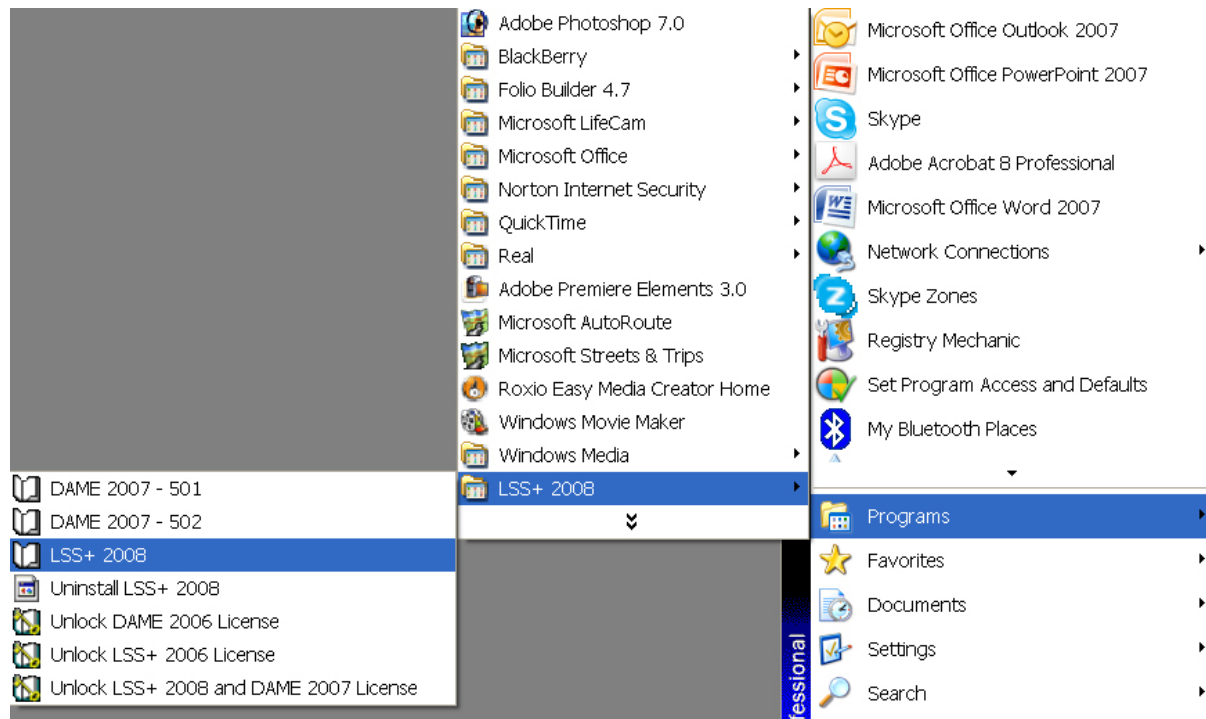 Adobe Photoshop 7.0
BlackBerry
Folio Builder 4.7
Microsoft LifeCam
Microsoft Office
Norton Internet Security
QuickTime
Real
Adobe Premiere Elements 3.0
Microsoft AutoRoute
Microsoft Streets & Trips
Roxio Easy Media Creator Home
Windows Movie Maker
Windows Media
LSS+ 2008
DAME 2007 - 501
DAME 2007 - 502
LSS+ 2008
Uninstall LSS+ 2008
Unlock DAME 2006 License
Unlock LSS+ 2006 License
Unlock LSS+ 2008 and DAME 2007 License
Microsoft Office Outlook 2007
Microsoft Office PowerPoint 2007
Skype
Adobe Acrobat 8 Professional
Microsoft Office Word 2007
Network Connections
Skype Zones
Registry Mechanic
Set Program Access and Defaults
My Bluetooth Places
Programs
Favorites
Documents
Settings
Search
fessional